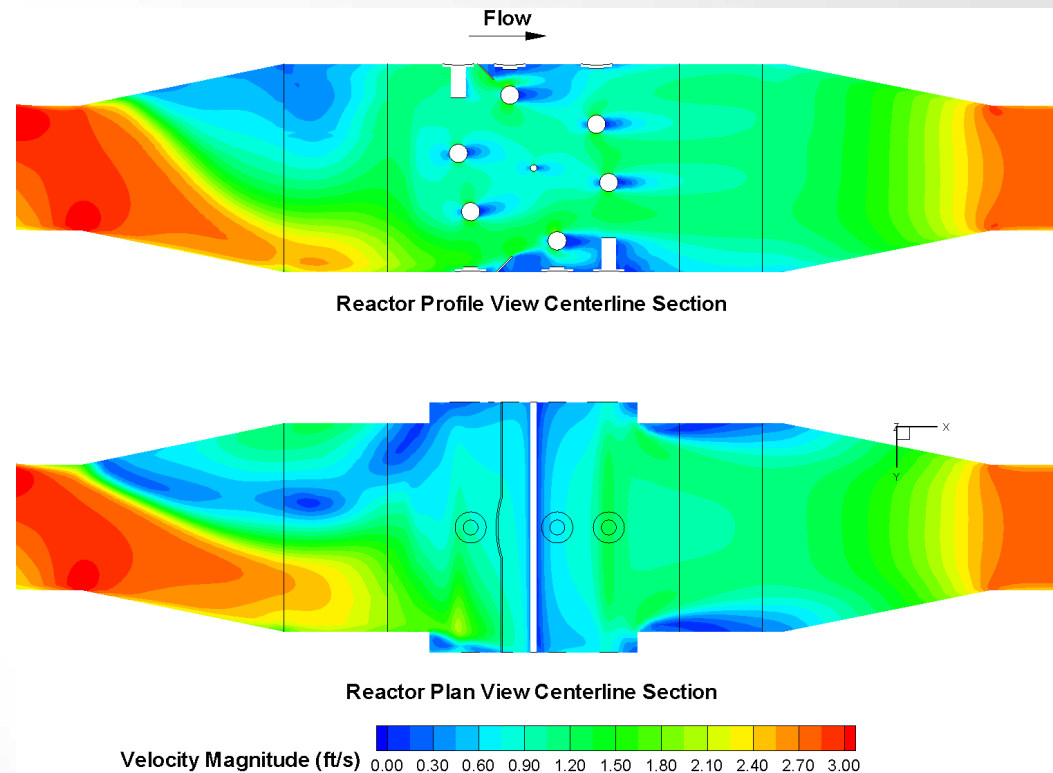 Flow
Reactor Profile View Centerline Section
Z X
Y
Reactor Plan View Centerline Section
Velocity Magnitude (ft/s) 0.00 0.30 0.60 0.90 1.20 1.50 1.80 2.10 2.40 2.70 3.00